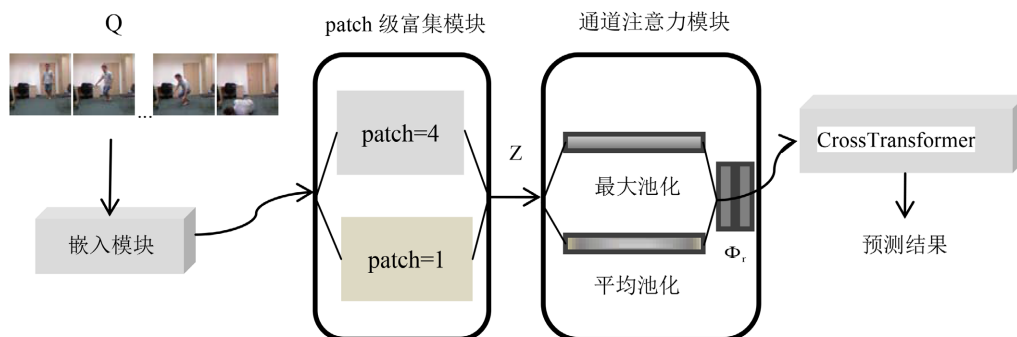 Q
patch 级富集模块
通道注意力模块
...
patch=4
patch=1
Z
嵌入模块
最大池化
平均池化
Φr
CrossTransformer
预测结果